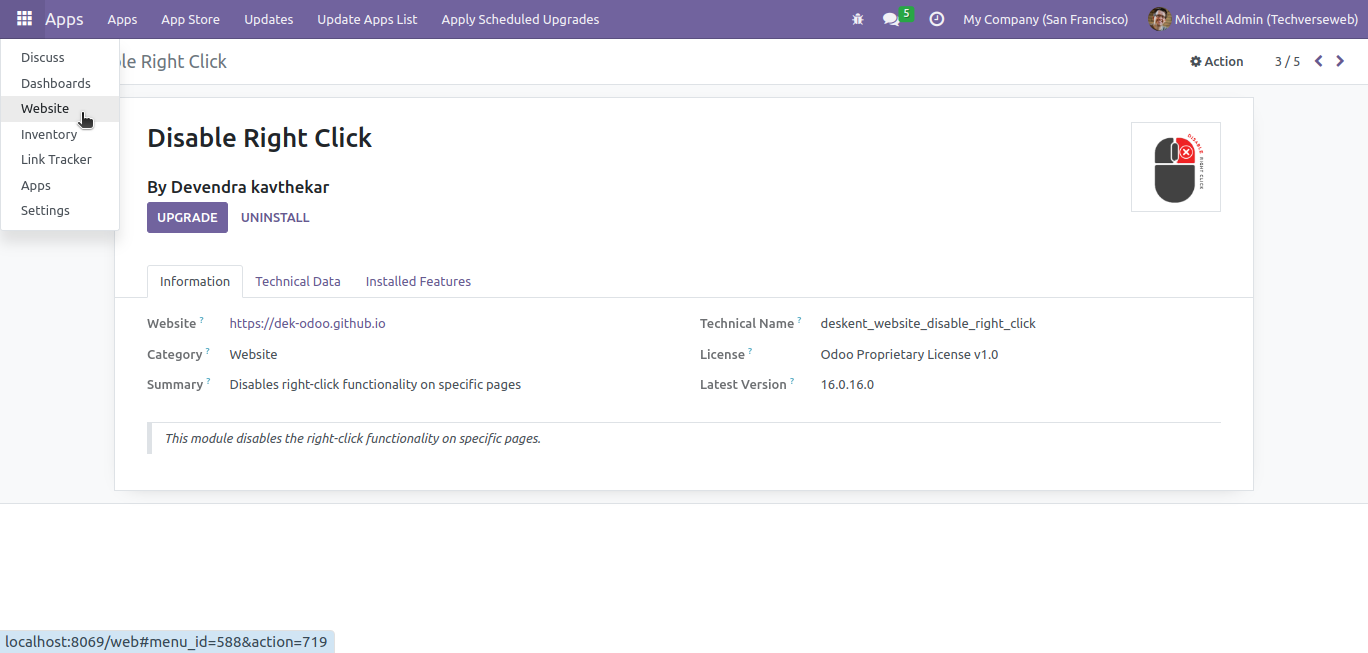 Apps Apps App Store Updates Update Apps List Apply Scheduled Upgrades 5 My Company (San Francisco) Mitchell Admin (Techverseweb)
Discuss
Dashboards
Website
Inventory
Link Tracker
Apps
Settings
le Right Click Action 3 / 5
Disable Right Click
By Devendra kavthekar
UPGRADE UNINSTALL
DISABLE RIGHT CLICK
Information Technical Data Installed Features
Website ? https://dek-odoo.github.io
Category ? Website
Summary ? Disables right-click functionality on specific pages
Technical Name ? deskent_website_disable_right_click
License ? Odoo Proprietary License v1.0
Latest Version ? 16.0.16.0
This module disables the right-click functionality on specific pages.
localhost:8069/web#menu_id=588&action=719